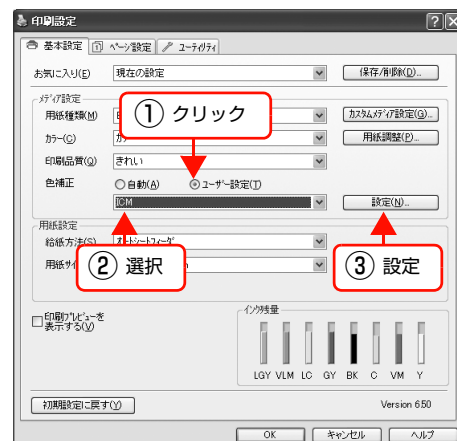 印刷設定
基本設定 ページ設定 ユーティリティ
お気に入り(F) 現在の設定 保存/削除(D)...
メディア設定
用紙種類(M) カスタムメディア設定(G)...
① クリック
カラー(C) 用紙調整(P)...
印刷品質(Q) きれい
色補正 自動(A) ユーザー設定(T)
ICM 設定(N)...
用紙設定
給紙方法(S) オートシートフィーダ
② 選択
③ 設定
印刷プレビューを
表示する(V)
インク残量
LGY VLM LC GY BK C VM Y
初期設定に戻す(Y) Version 6.50
OK キャンセル ヘルプ